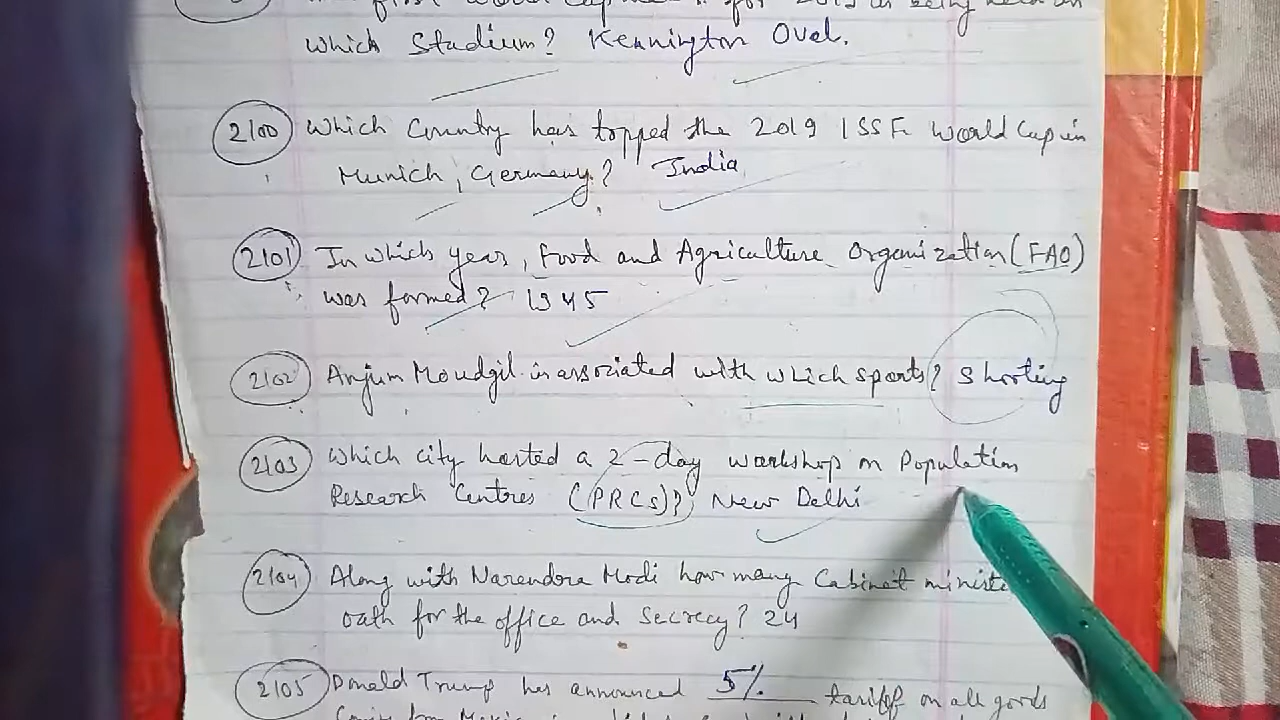 which Stadium? Kennington Oval.
2100 Which Country has topped the 2019 ISSF World Cup in
Munich, Germany? India
2101 In which year, Food and Agriculture Organization (FAO)
was formed? 1945
2102 Anjum Moudgil is associated with which sports? Shooting
2103 Which city hosted a 2-day workshop on Population
Research Centres (PRCs)? New Delhi
2104 Along with Narendra Modi how many Cabinet
oath for the office and Secrecy? 24
2105 Donald Trump has announced 5% tariff on all goods